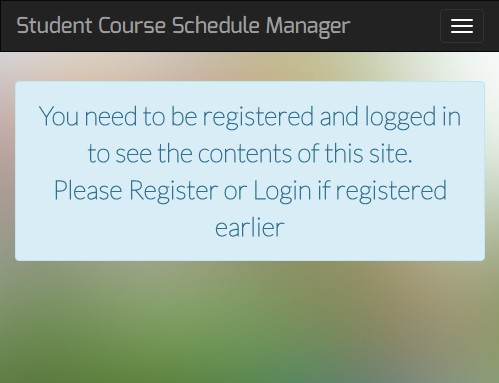 Student Course Schedule Manager
You need to be registered and logged in
to see the contents of this site.
Please Register or Login if registered
earlier